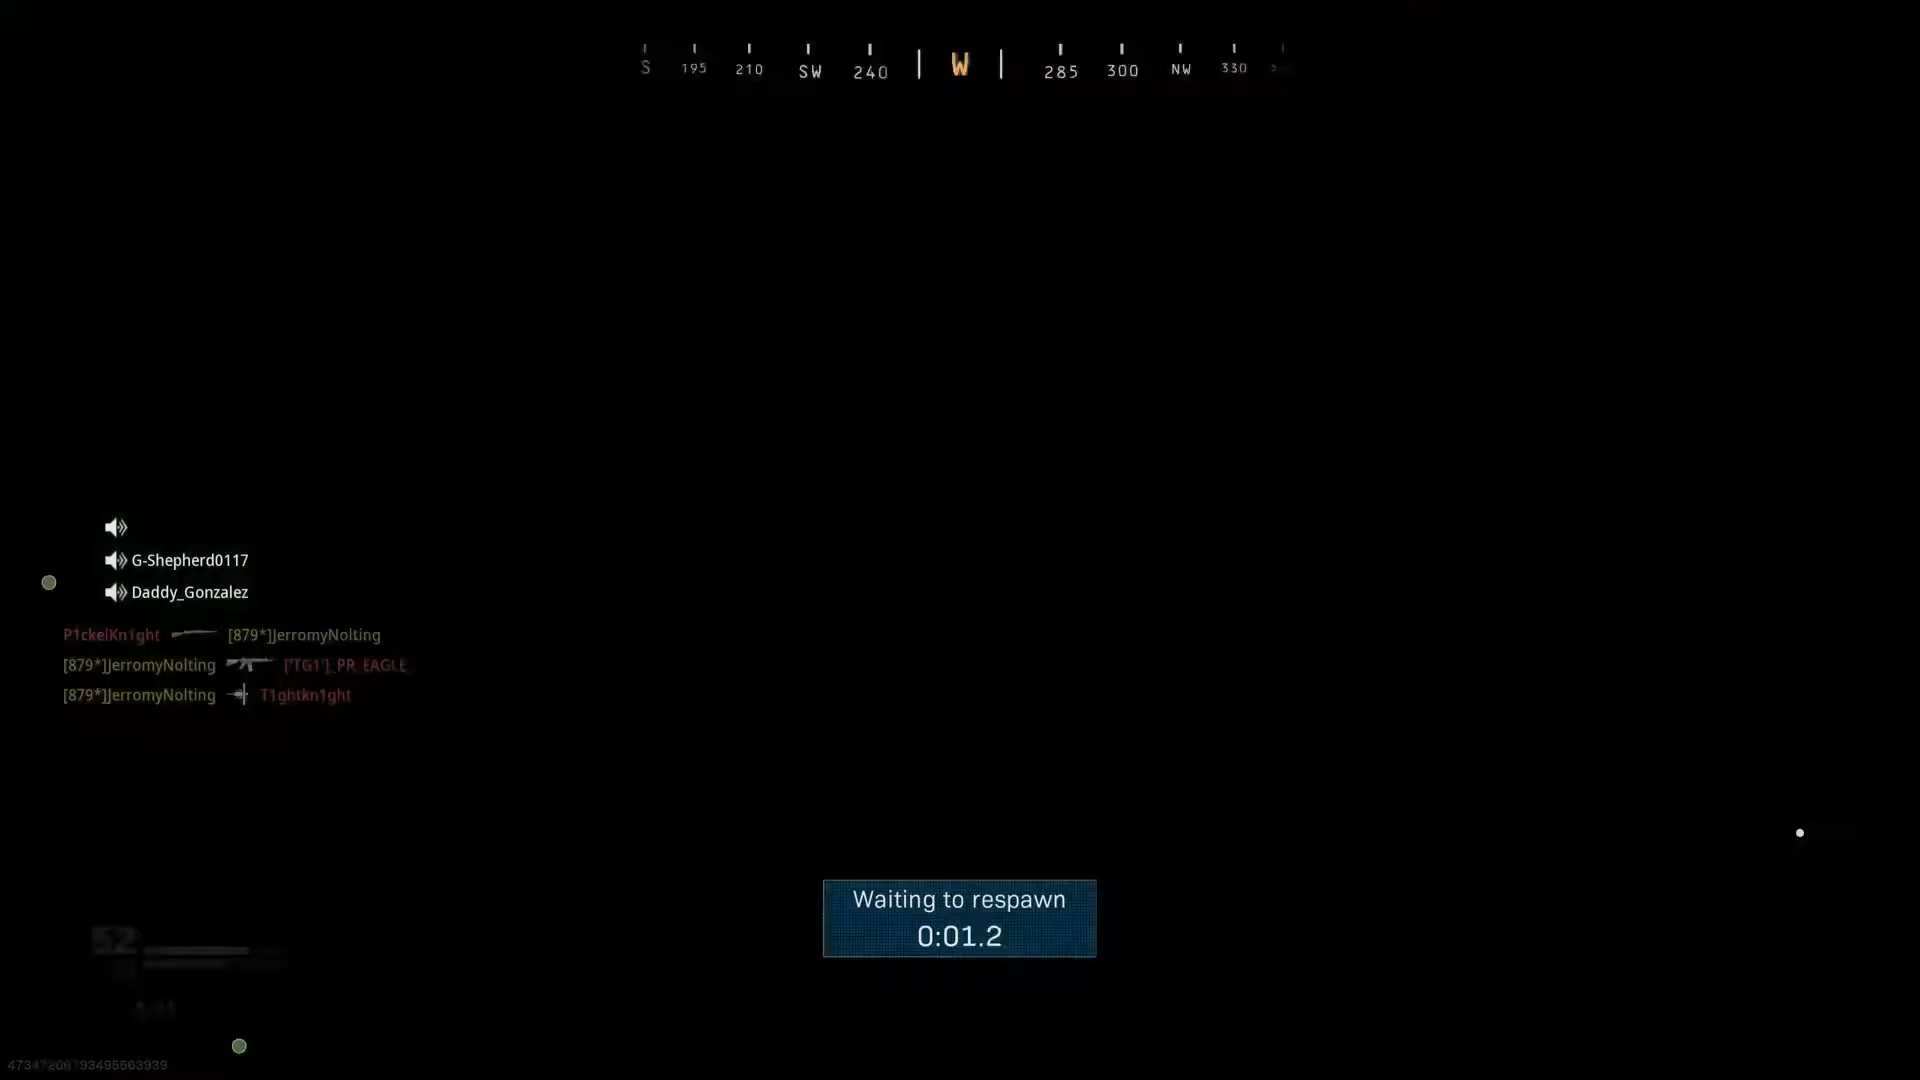 S 195 210 SW 240 W 285 300 NW 330
G-Shepherd0117
Daddy_Gonzalez
P1ckelKn1ght [879*]JerromyNolting
[879*]JerromyNolting ['TG1']_PR_EAGLE
[879*]JerromyNolting T1ghtkn1ght
Waiting to respawn
0:01.2
52